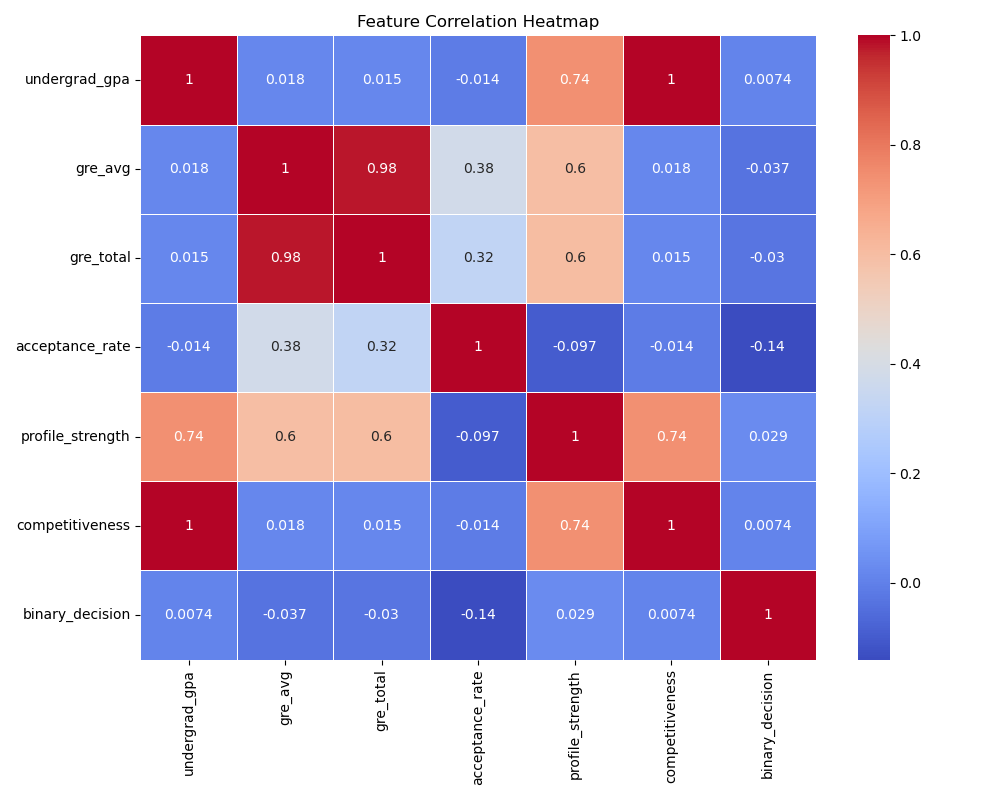 Feature Correlation Heatmap
undergrad_gpa 1 0.018 0.015 -0.014 0.74 1 0.0074
gre_avg 0.018 1 0.98 0.38 0.6 0.018 -0.037
gre_total 0.015 0.98 1 0.32 0.6 0.015 -0.03
acceptance_rate -0.014 0.38 0.32 1 -0.097 -0.014 -0.14
profile_strength 0.74 0.6 0.6 -0.097 1 0.74 0.029
competitiveness 1 0.018 0.015 -0.014 0.74 1 0.0074
binary_decision 0.0074 -0.037 -0.03 -0.14 0.029 0.0074 1
undergrad_gpa
gre_avg
gre_total
acceptance_rate
profile_strength
competitiveness
binary_decision
1.0
0.8
0.6
0.4
0.2
0.0